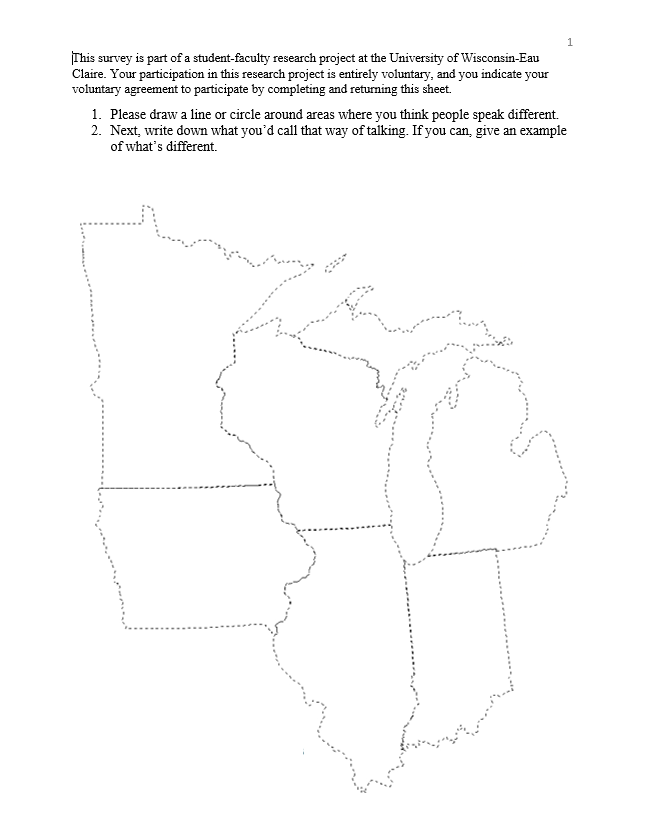 1
This survey is part of a student-faculty research project at the University of Wisconsin-Eau
Claire. Your participation in this research project is entirely voluntary, and you indicate your
voluntary agreement to participate by completing and returning this sheet.
1. Please draw a line or circle around areas where you think people speak different.
2. Next, write down what you’d call that way of talking. If you can, give an example
of what’s different.